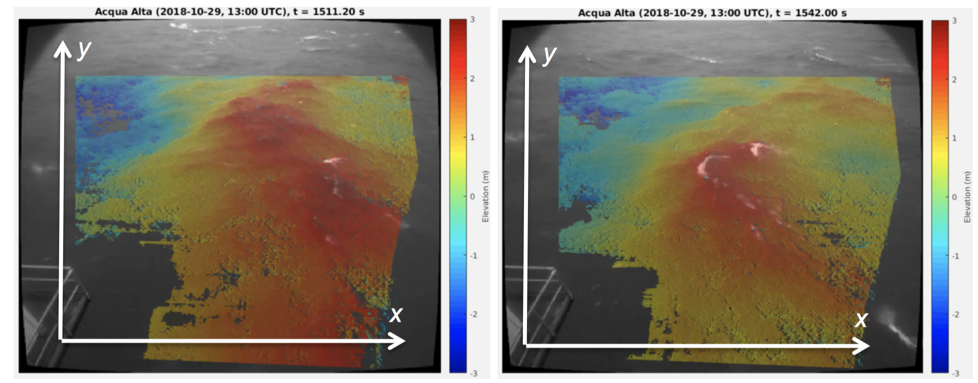 Acqua Alta (2018-10-29, 13:00 UTC), t = 1511.20 s
y
x
3
2
1
0
-1
-2
-3
Elevation (m)
Acqua Alta (2018-10-29, 13:00 UTC), t = 1542.00 s
y
x
3
2
1
0
-1
-2
-3
Elevation (m)